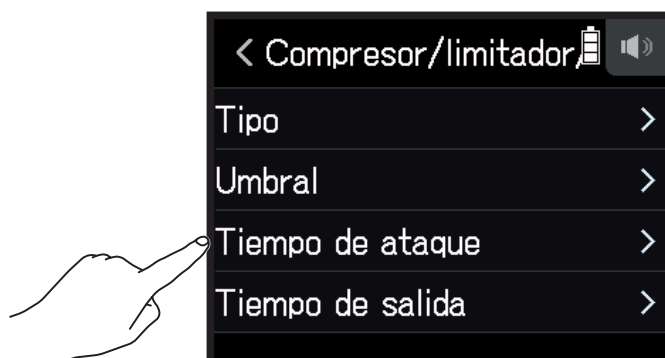 Compresor/limitador/
Tipo
Umbral
Tiempo de ataque
Tiempo de salida